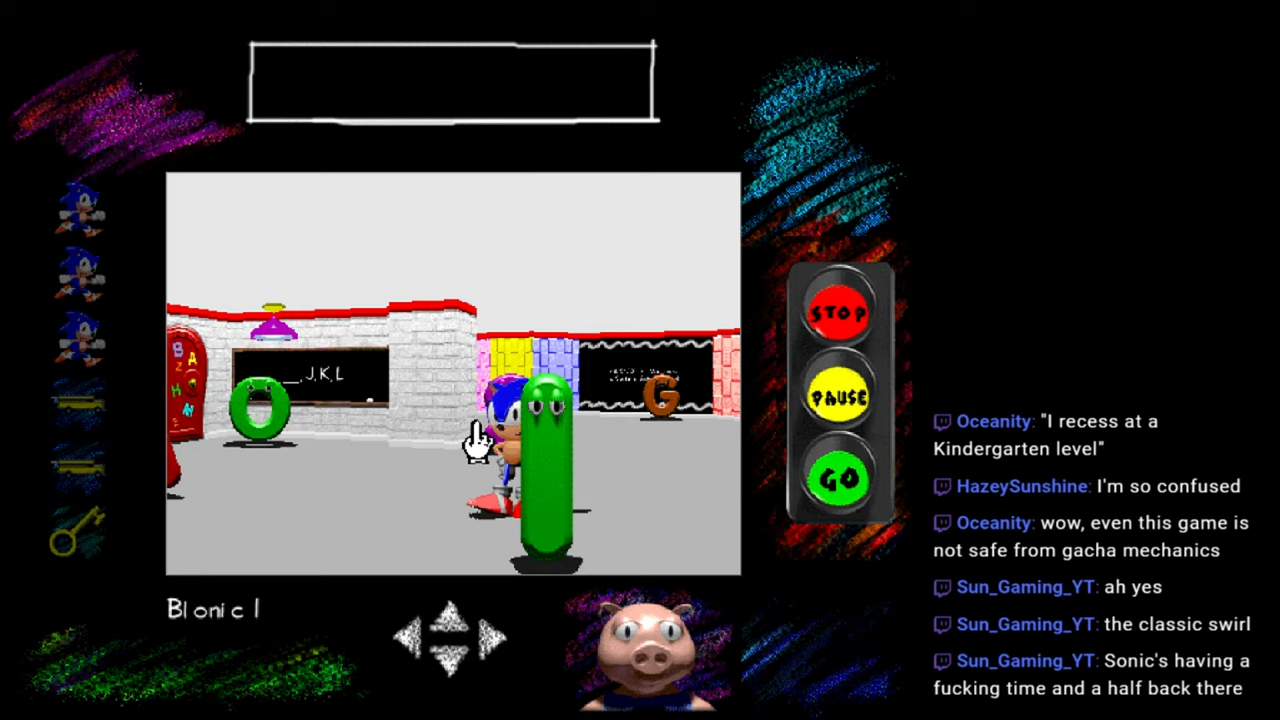 B A
Z
H
M
_,J,K,L
O
G
STOP
PAUSE
GO
Blonic I
Oceanity: "I recess at a
Kindergarten level"
HazeySunshine: I'm so confused
Oceanity: wow, even this game is
not safe from gacha mechanics
Sun_Gaming_YT: ah yes
Sun_Gaming_YT: the classic swirl
Sun_Gaming_YT: Sonic's having a
fucking time and a half back there